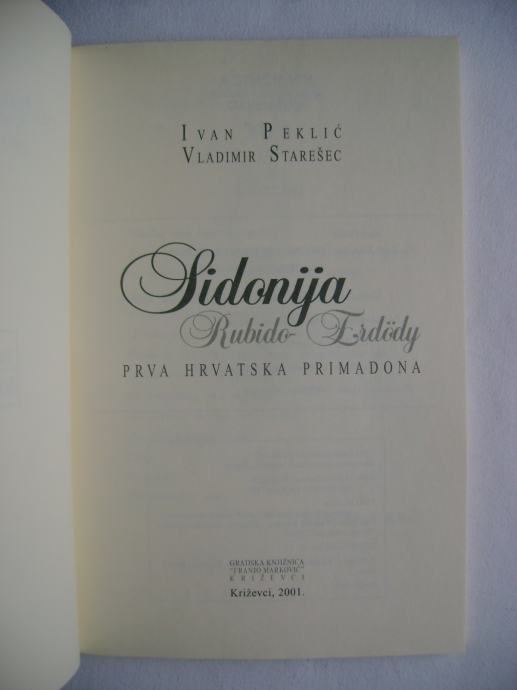 IVAN PEKLIĆ
VLADIMIR STAREŠEC
Sidonija
Rubido- Erdödy
PRVA HRVATSKA PRIMADONA
GRADSKA KNJIŽNICA
"FRANJO MARKOVIĆ"
KRIŽEVCI
Križevci, 2001.